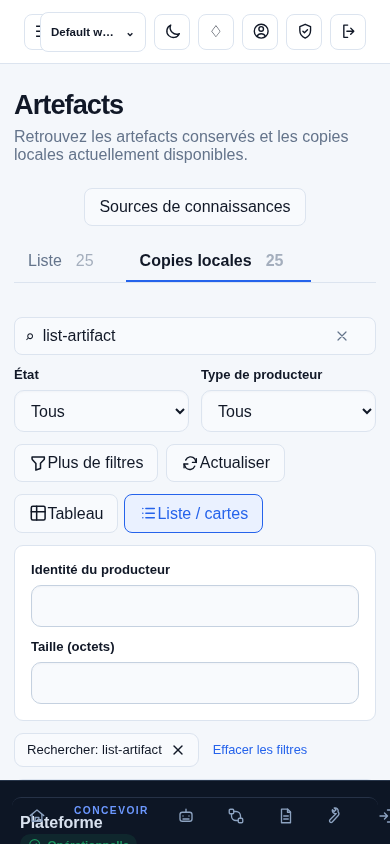 Default w...
Artefacts
Retrouvez les artefacts conservés et les copies
locales actuellement disponibles.
Sources de connaissances
Liste 25 Copies locales 25
list-artifact
État Type de producteur
Tous Tous
Plus de filtres Actualiser
Tableau Liste / cartes
Identité du producteur
Taille (octets)
Rechercher: list-artifact Effacer les filtres
CONCEVOIR
Plateforme
Opérationnelle